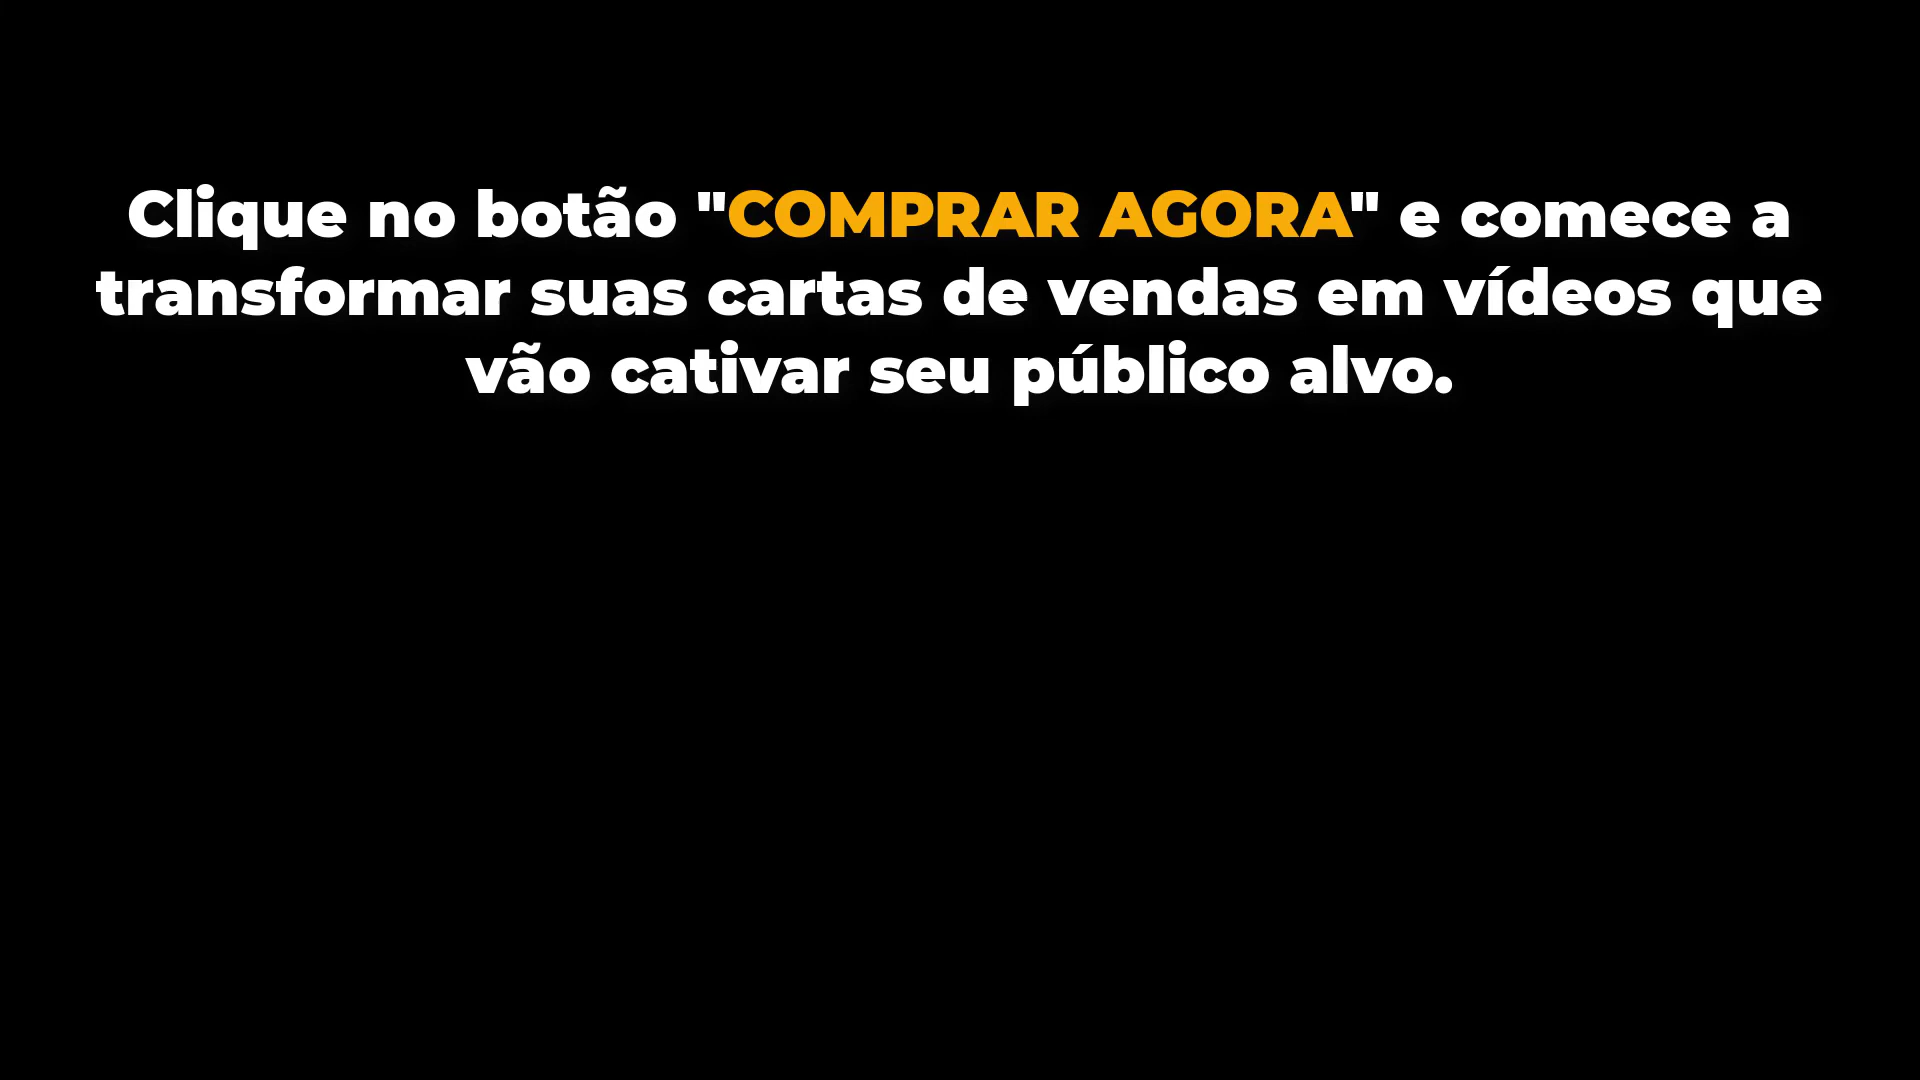 Clique no botão "COMPRAR AGORA" e comece a
transformar suas cartas de vendas em vídeos que
vão cativar seu público alvo.